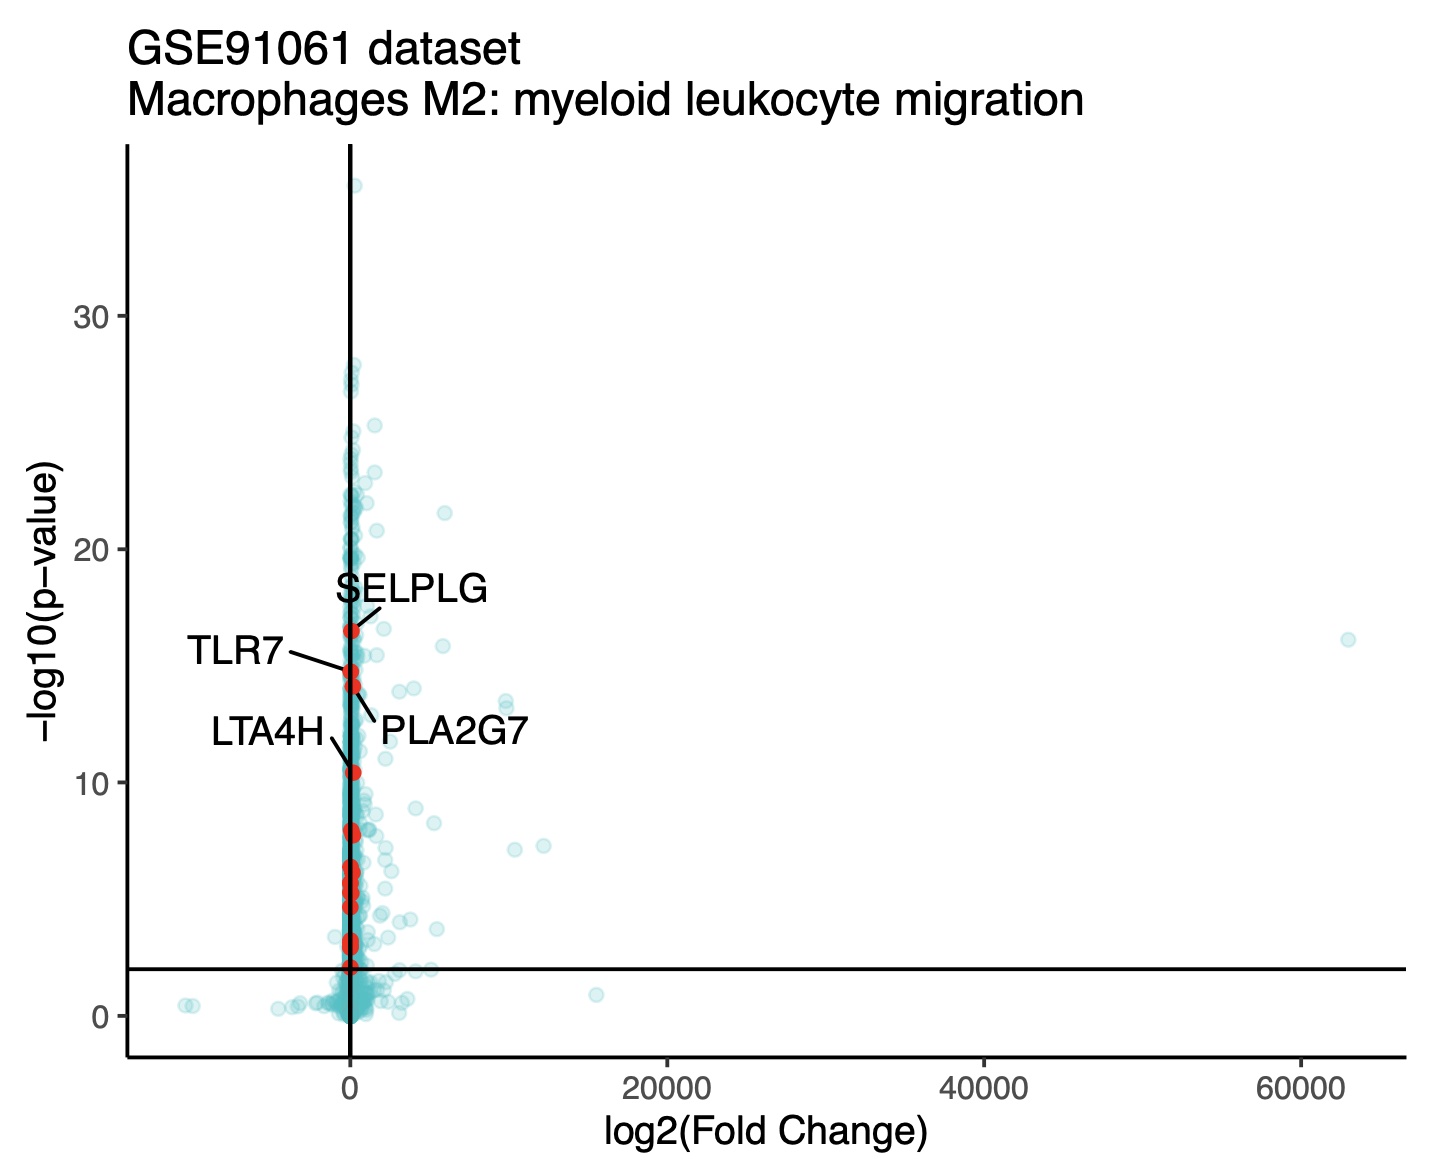 GSE91061 dataset
Macrophages M2: myeloid leukocyte migration
−log10(p−value)
30
20
10
0
SELPLG
TLR7
LTA4H
PLA2G7
0
20000
40000
60000
log2(Fold Change)